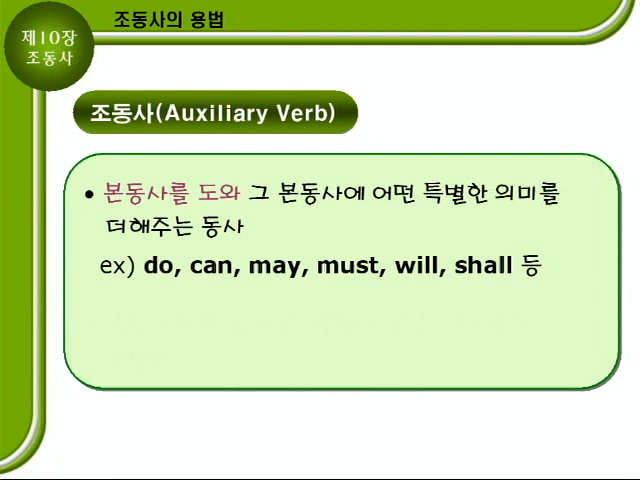 조동사의 용법
제10장
조동사
조동사(Auxiliary Verb)
• 본동사를 도와 그 본동사에 어떤 특별한 의미를
더해주는 동사
ex) do, can, may, must, will, shall 등